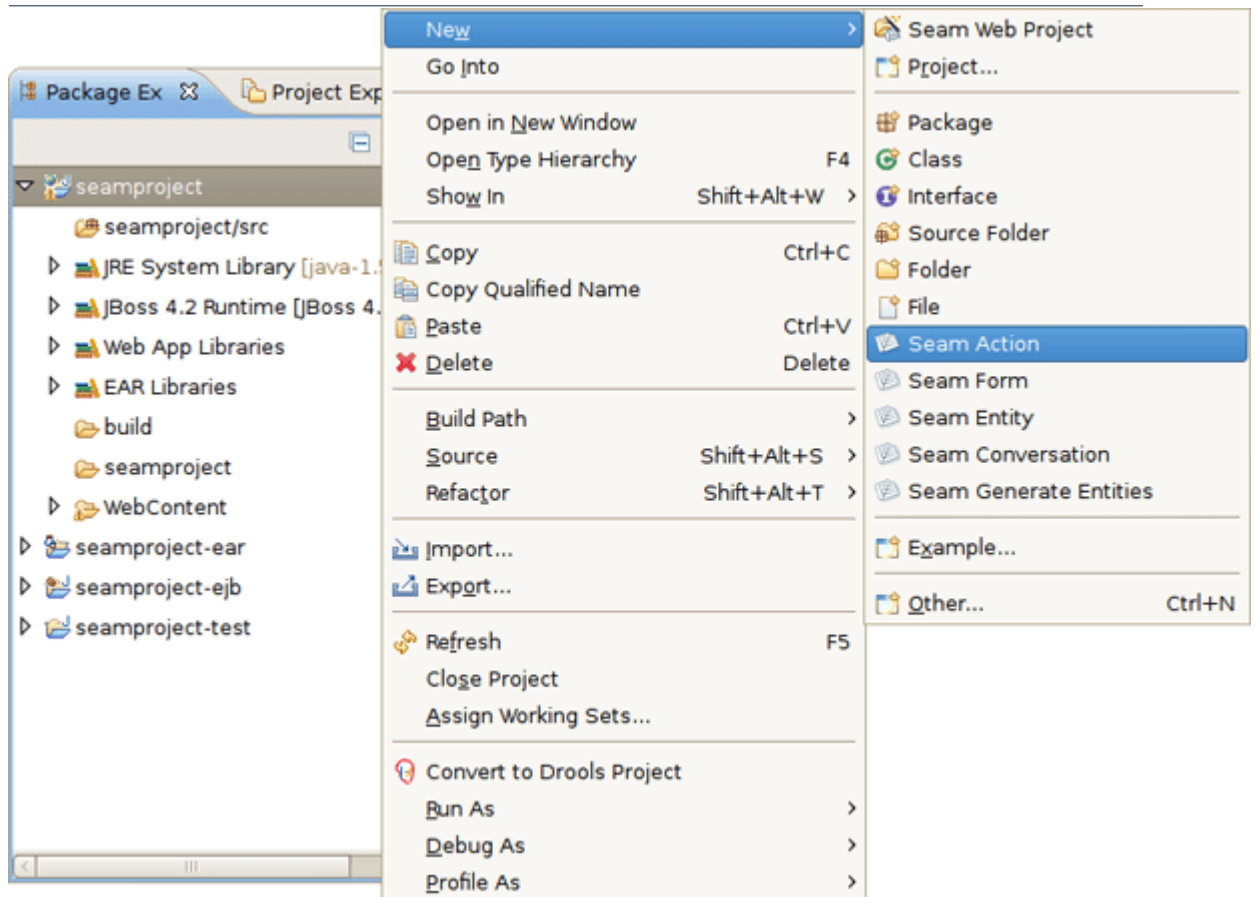 Package Ex
Project Exp
seamproject
seamproject/src
JRE System Library [java-1.5
JBoss 4.2 Runtime [JBoss 4.
Web App Libraries
EAR Libraries
build
seamproject
WebContent
seamproject-ear
seamproject-ejb
seamproject-test
New
Go Into
Open in New Window
Open Type Hierarchy F4
Show In Shift+Alt+W
Copy Ctrl+C
Copy Qualified Name
Paste Ctrl+V
Delete Delete
Build Path
Source Shift+Alt+S
Refactor Shift+Alt+T
Import...
Export...
Refresh F5
Close Project
Assign Working Sets...
Convert to Drools Project
Run As
Debug As
Profile As
Seam Web Project
Project...
Package
Class
Interface
Source Folder
Folder
File
Seam Action
Seam Form
Seam Entity
Seam Conversation
Seam Generate Entities
Example...
Other... Ctrl+N